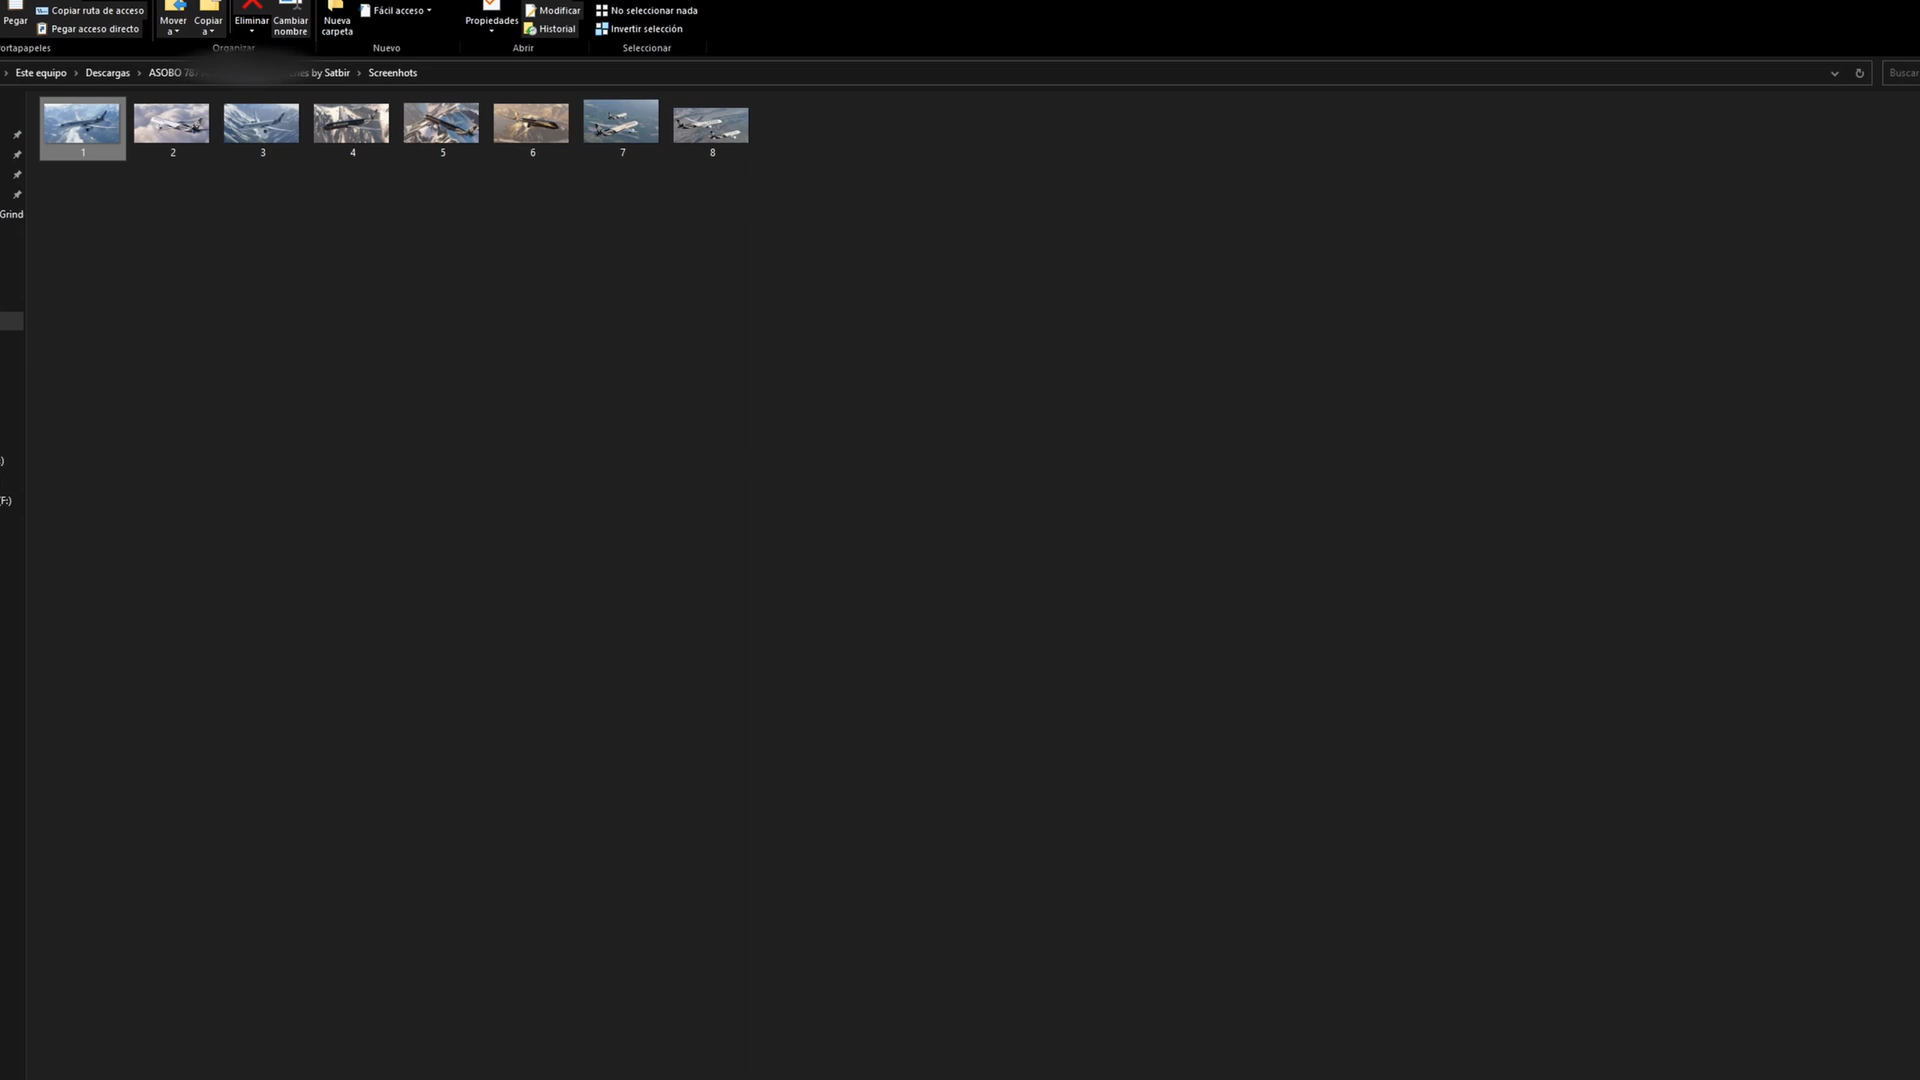 Pegar
Copiar ruta de acceso
Pegar acceso directo
Mover a
Copiar a
Eliminar
Cambiar nombre
Nueva carpeta
Fácil acceso
Propiedades
Modificar
Historial
No seleccionar nada
Invertir selección
Organizar
Nuevo
Abrir
Seleccionar
Este equipo > Descargas > ASOBO by Satbir > Screenhots
Buscar
1
2
3
4
5
6
7
8
Grind
(F:)